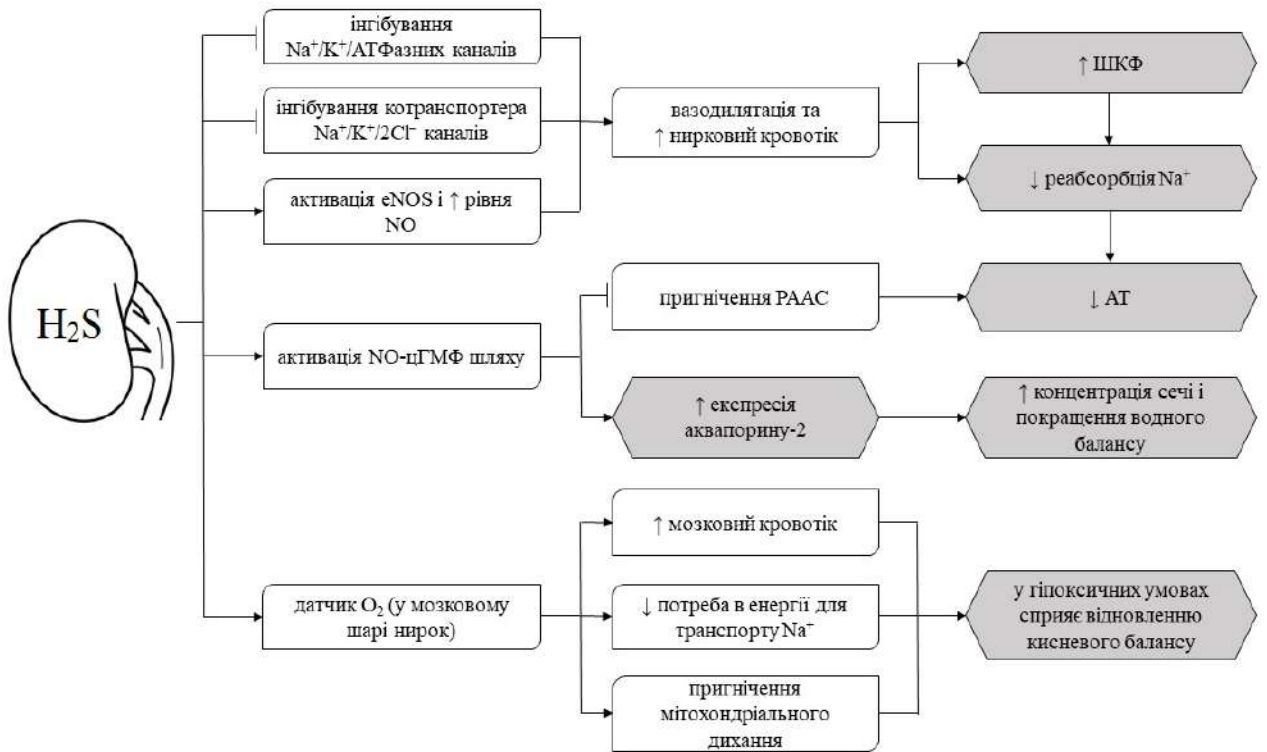 H₂S
інгібування
Na⁺/K⁺/АТФазних каналів
інгібування котранспортера
Na⁺/K⁺/2Cl⁻ каналів
активація eNOS і ↑ рівня
NO
активація NO-цГМФ шляху
датчик O₂ (у мозковому
шарі нирок)
вазодилятація та
↑ нирковий кровотік
пригнічення РААС
↑ експресія
аквапорину-2
↑ мозковий кровотік
↓ потреба в енергії для
транспорту Na⁺
пригнічення
мітохондріального
дихання
↑ ШКФ
↓ реабсорбція Na⁺
↓ АТ
↑ концентрація сечі і
покращення водного
балансу
у гіпоксичних умовах
сприяє відновленню
кисневого балансу